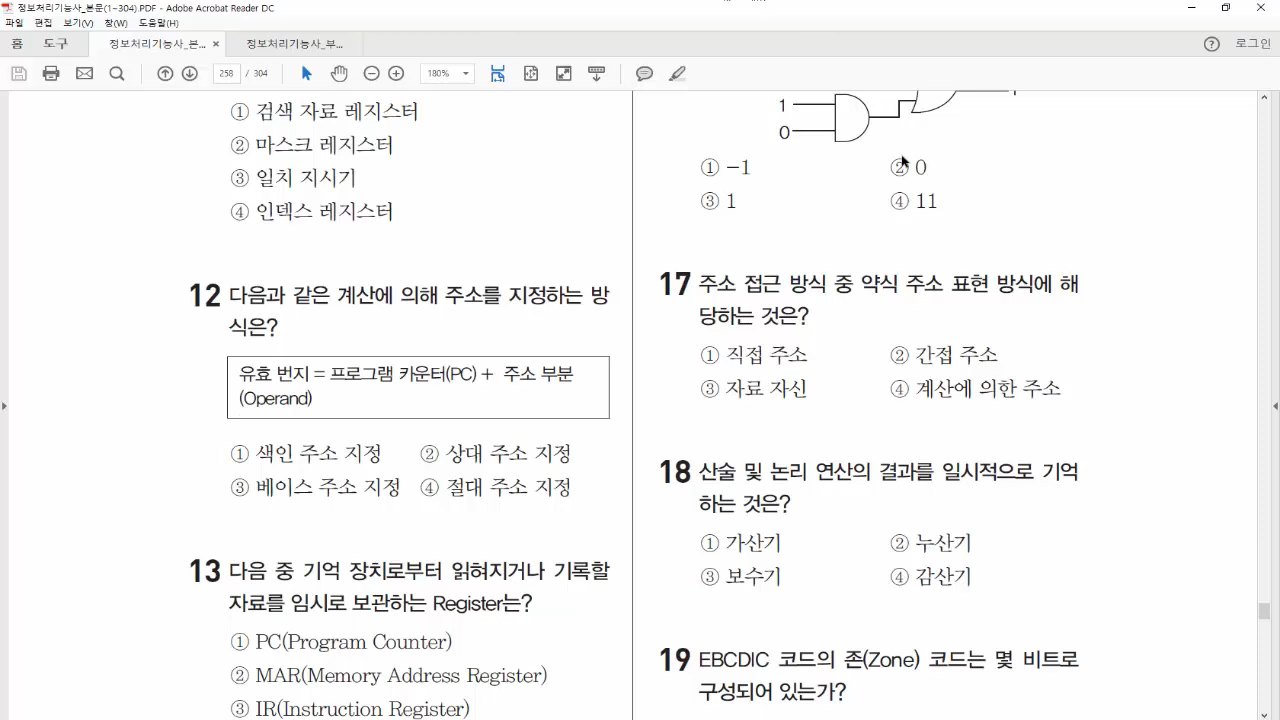 정보처리기능사_본문(1~304).PDF - Adobe Acrobat Reader DC
파일 편집 보기(V) 창(W) 도움말(H)
홈 도구 정보처리기능사_본... × 정보처리기능사_부... ? 로그인
258 / 304 180%
① 검색 자료 레지스터
② 마스크 레지스터
③ 일치 지시기
④ 인덱스 레지스터
12 다음과 같은 계산에 의해 주소를 지정하는 방
식은?
유효 번지 = 프로그램 카운터(PC) + 주소 부분
(Operand)
① 색인 주소 지정 ② 상대 주소 지정
③ 베이스 주소 지정 ④ 절대 주소 지정
13 다음 중 기억 장치로부터 읽혀지거나 기록할
자료를 임시로 보관하는 Register는?
① PC(Program Counter)
② MAR(Memory Address Register)
③ IR(Instruction Register)
1
0
① -1 ② 0
③ 1 ④ 11
17 주소 접근 방식 중 약식 주소 표현 방식에 해
당하는 것은?
① 직접 주소 ② 간접 주소
③ 자료 자신 ④ 계산에 의한 주소
18 산술 및 논리 연산의 결과를 일시적으로 기억
하는 것은?
① 가산기 ② 누산기
③ 보수기 ④ 감산기
19 EBCDIC 코드의 존(Zone) 코드는 몇 비트로
구성되어 있는가?